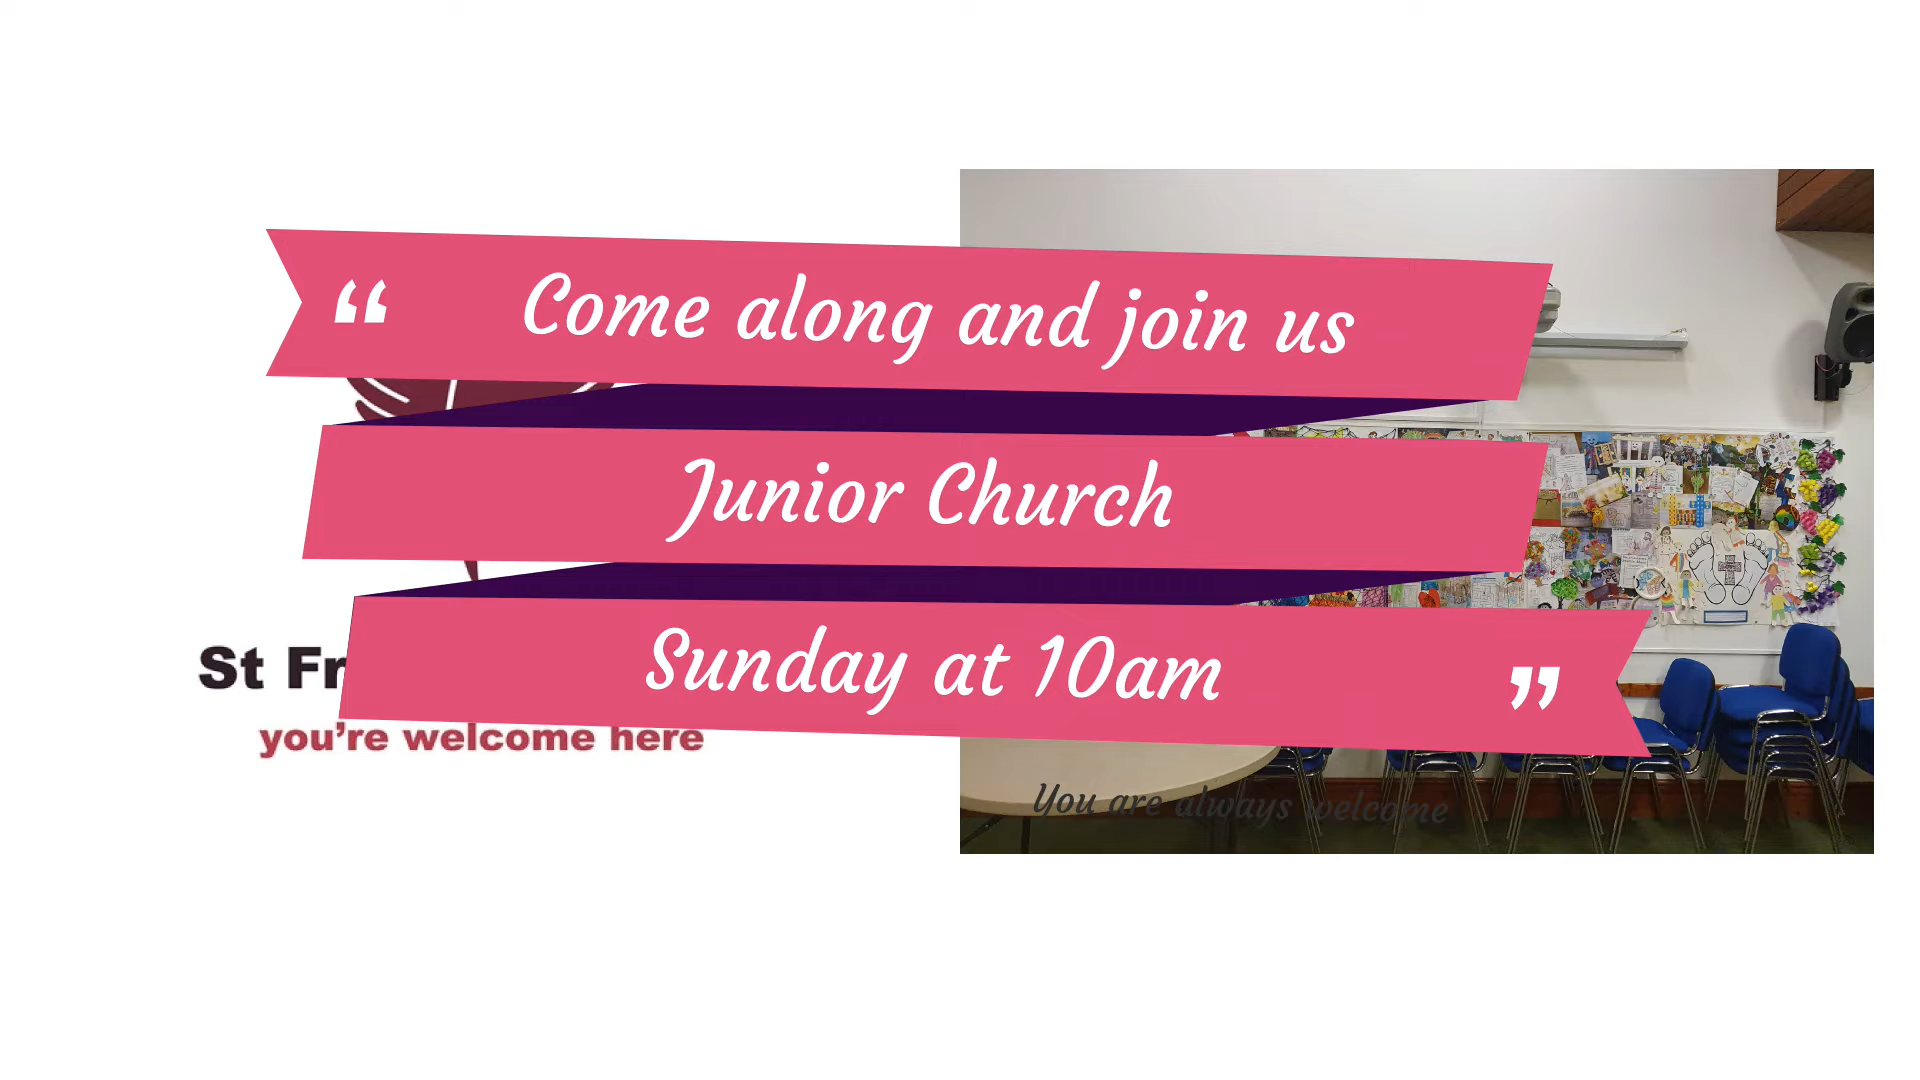 “ Come along and join us
Junior Church
Sunday at 10am ”
St Fr
you’re welcome here
You are always welcome